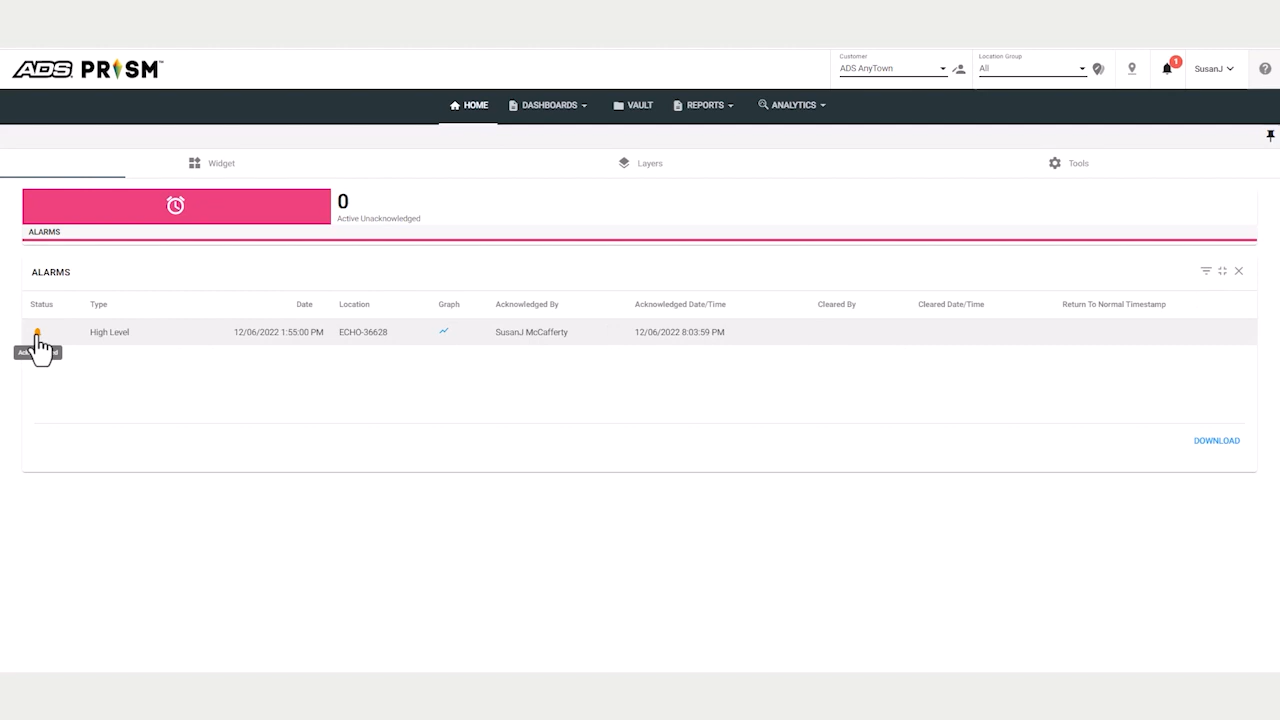 ADS PRISM™
Customer
ADS AnyTown
Location Group
All
1
SusanJ
HOME
DASHBOARDS
VAULT
REPORTS
ANALYTICS
Widget
Layers
Tools
0
Active Unacknowledged
ALARMS
ALARMS
Status Type Date Location Graph Acknowledged By Acknowledged Date/Time Cleared By Cleared Date/Time Return To Normal Timestamp
High Level 12/06/2022 1:55:00 PM ECHO-36628 SusanJ McCafferty 12/06/2022 8:03:59 PM
DOWNLOAD